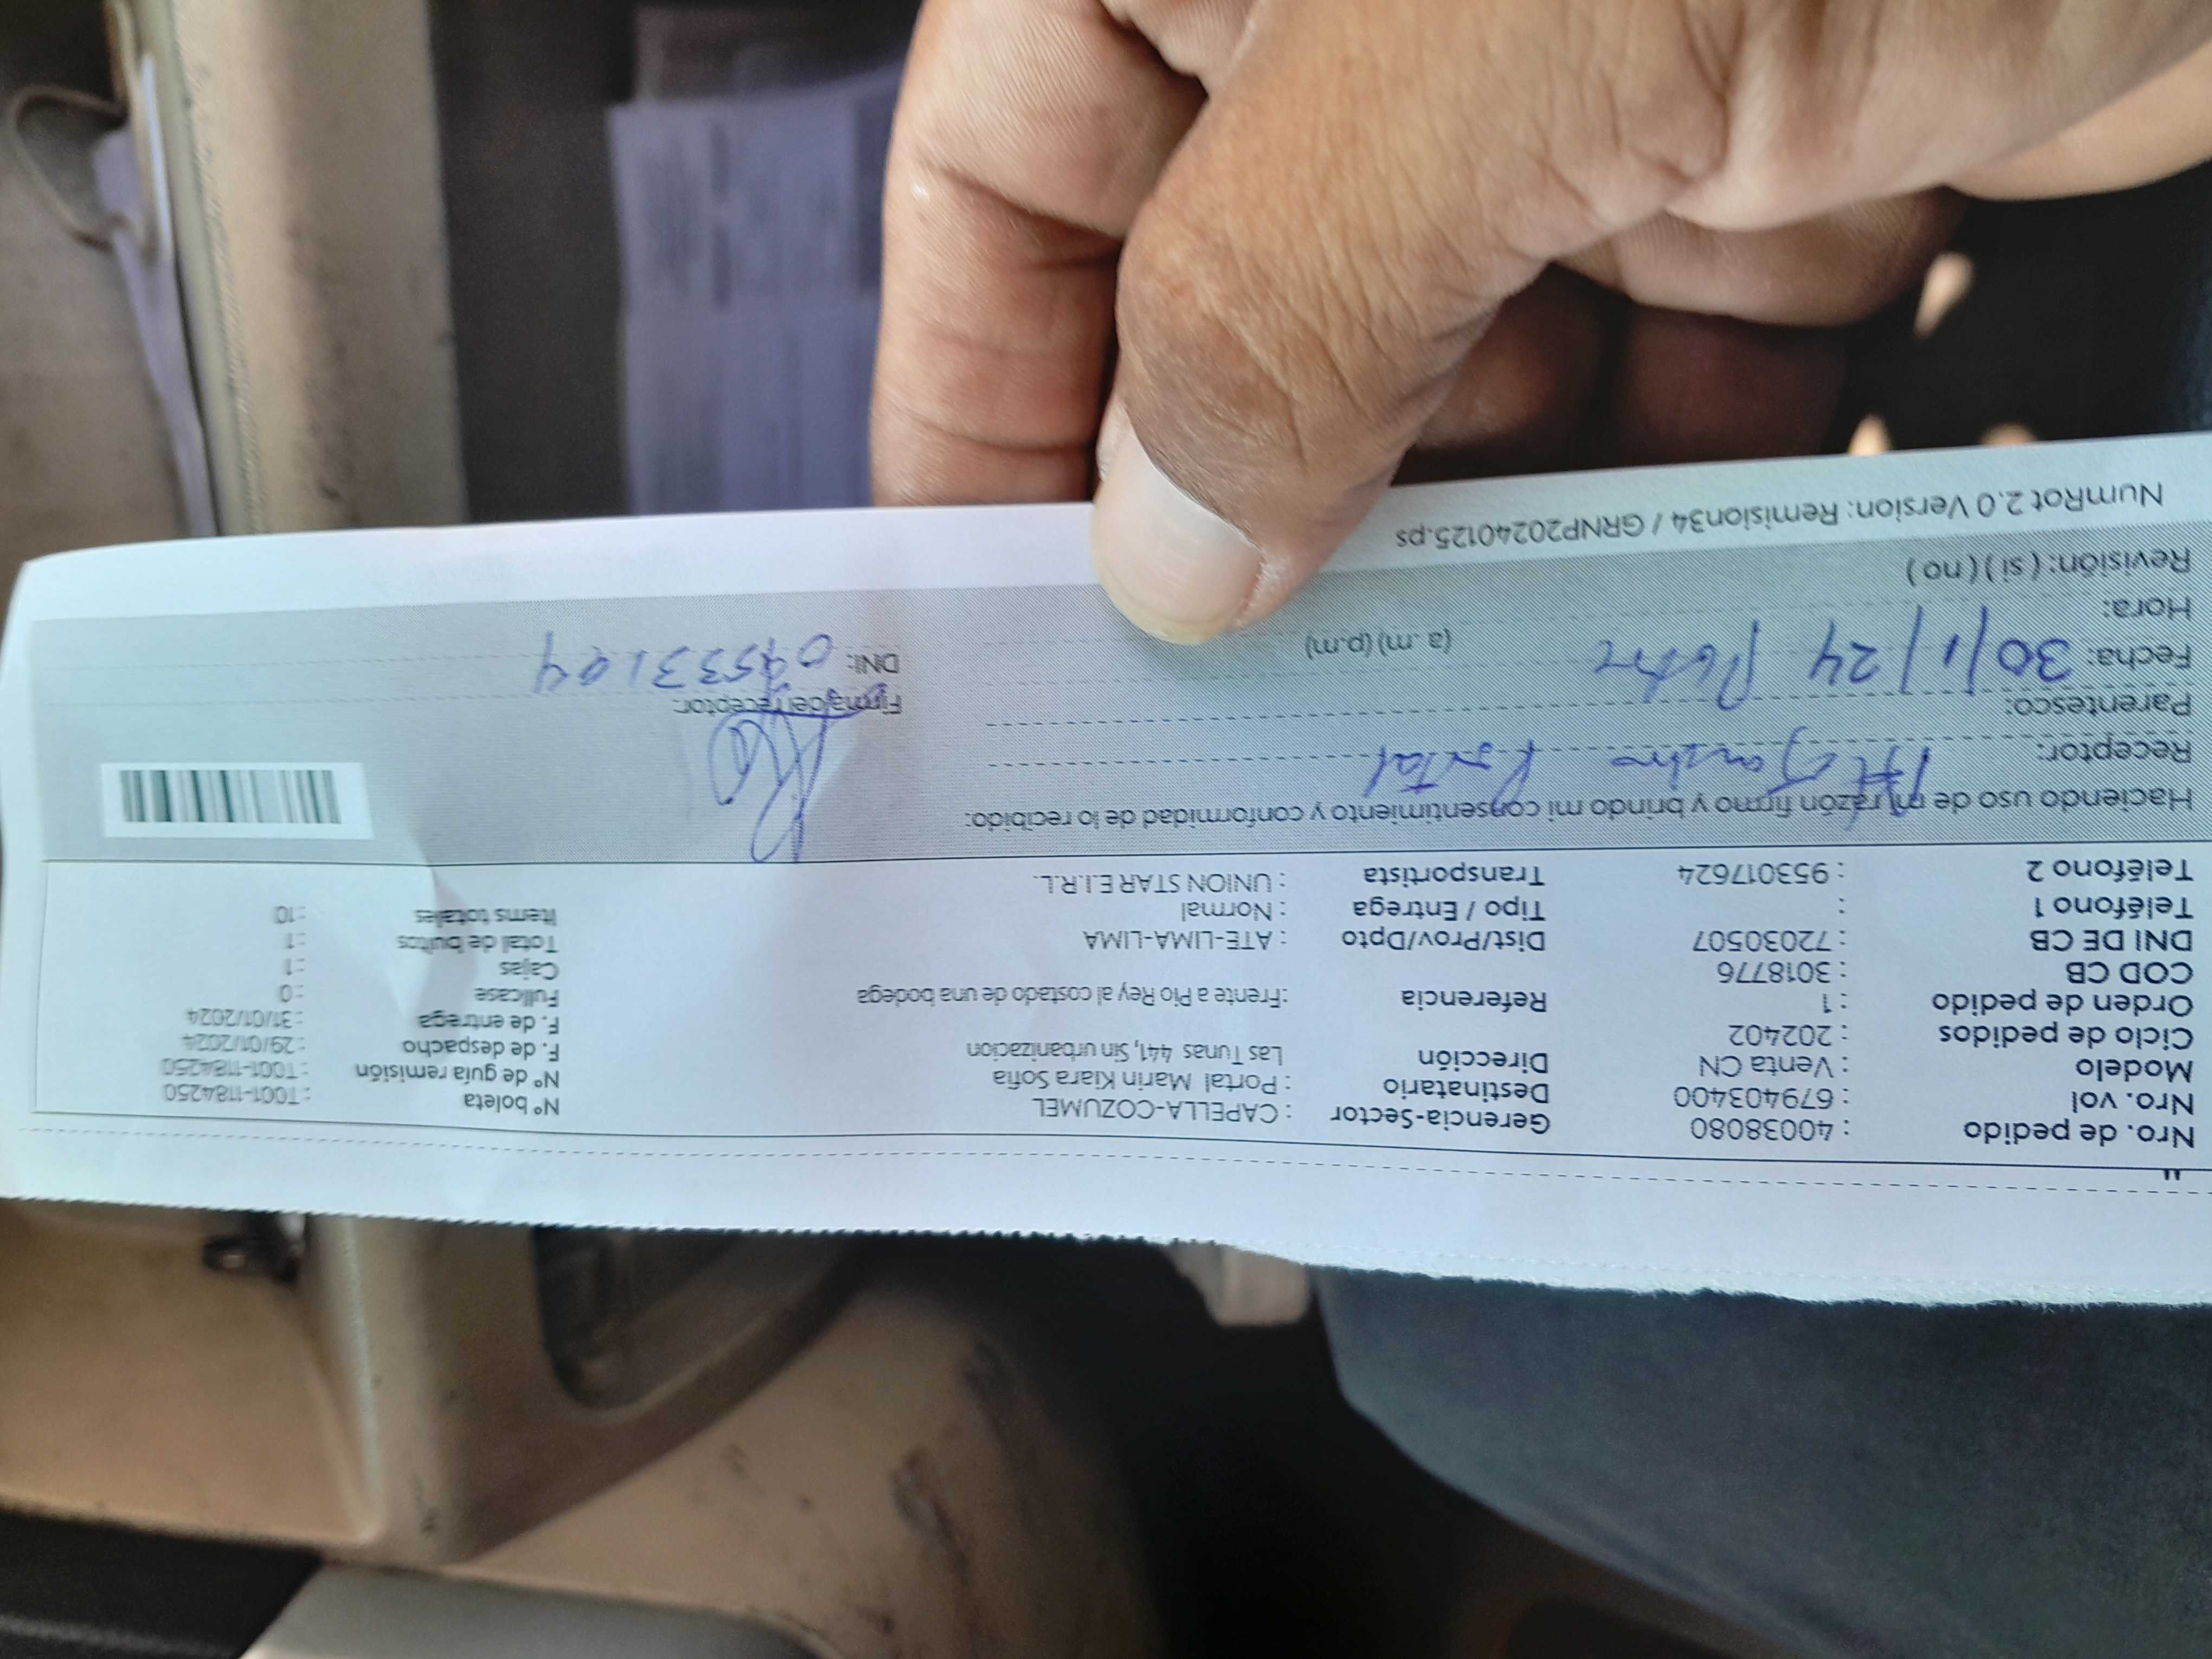 Nro. de pedido : 40038080 Gerencia-Sector : CAPELLA-COZUMEL Nº boleta : T001-1184250
Nro. vol : 679403400 Destinatario : Portal Marin Kiara Sofia Nº de guía remisión : T001-1184250
Modelo : Venta CN Dirección Las Tunas 441, Sin urbanizacion F. de despacho : 29/01/2024
Ciclo de pedidos : 202402 F. de entrega : 31/01/2024
Orden de pedido : 1 Referencia :Frente a Pio Rey al costado de una bodega Fullcase : 0
COD CB : 3018776 Cajas : 1
DNI DE CB : 72030507 Dist/Prov/Dpto : ATE-LIMA-LIMA Total de bultos : 1
Teléfono 1 : Tipo / Entrega : Normal Items totales : 10
Teléfono 2 : 953017624 Transportista : UNION STAR E.I.R.L.
Haciendo uso de mi razón firmo y brindo mi consentimiento y conformidad de lo recibido:
Receptor: Alejandro Portal
Parentesco: Firma del receptor:
Fecha: 30/1/24 Padre DNI:
Hora: (a .m) (p.m)
Revisión: ( si ) ( no )
NumRot 2.0 Version: Remision34 / GRNP20240125.ps